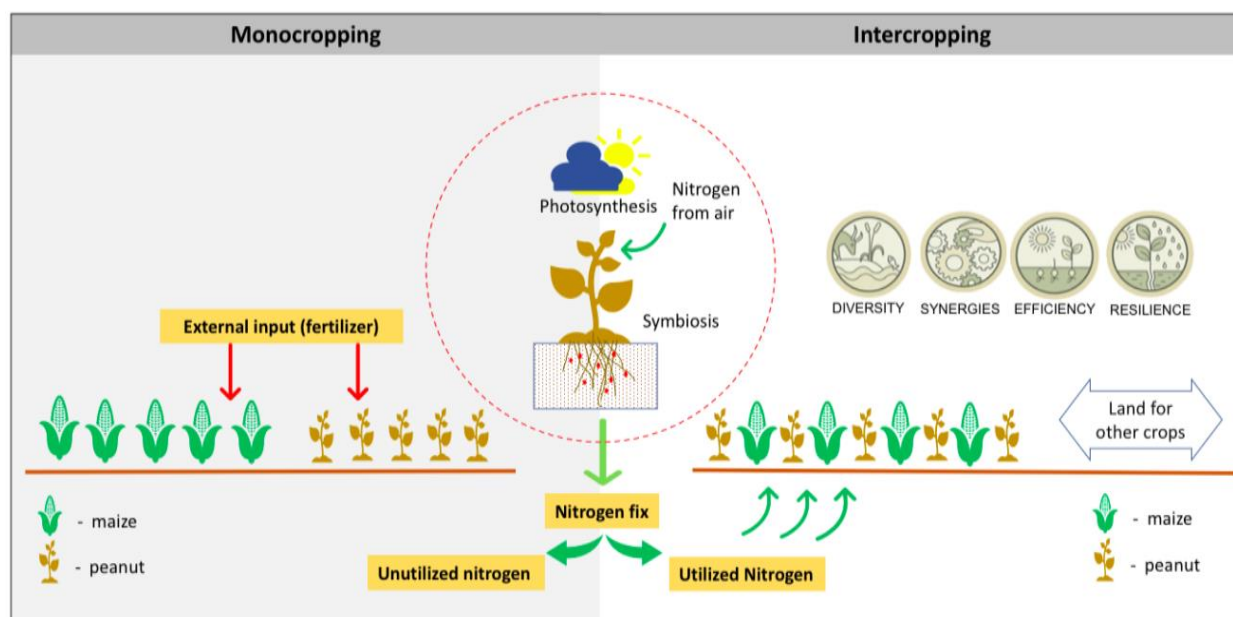 Monocropping
Intercropping
Photosynthesis
Nitrogen
from air
Symbiosis
DIVERSITY
SYNERGIES
EFFICIENCY
RESILIENCE
External input (fertilizer)
Land for
other crops
Nitrogen fix
Unutilized nitrogen
Utilized Nitrogen
- maize
- peanut
- maize
- peanut